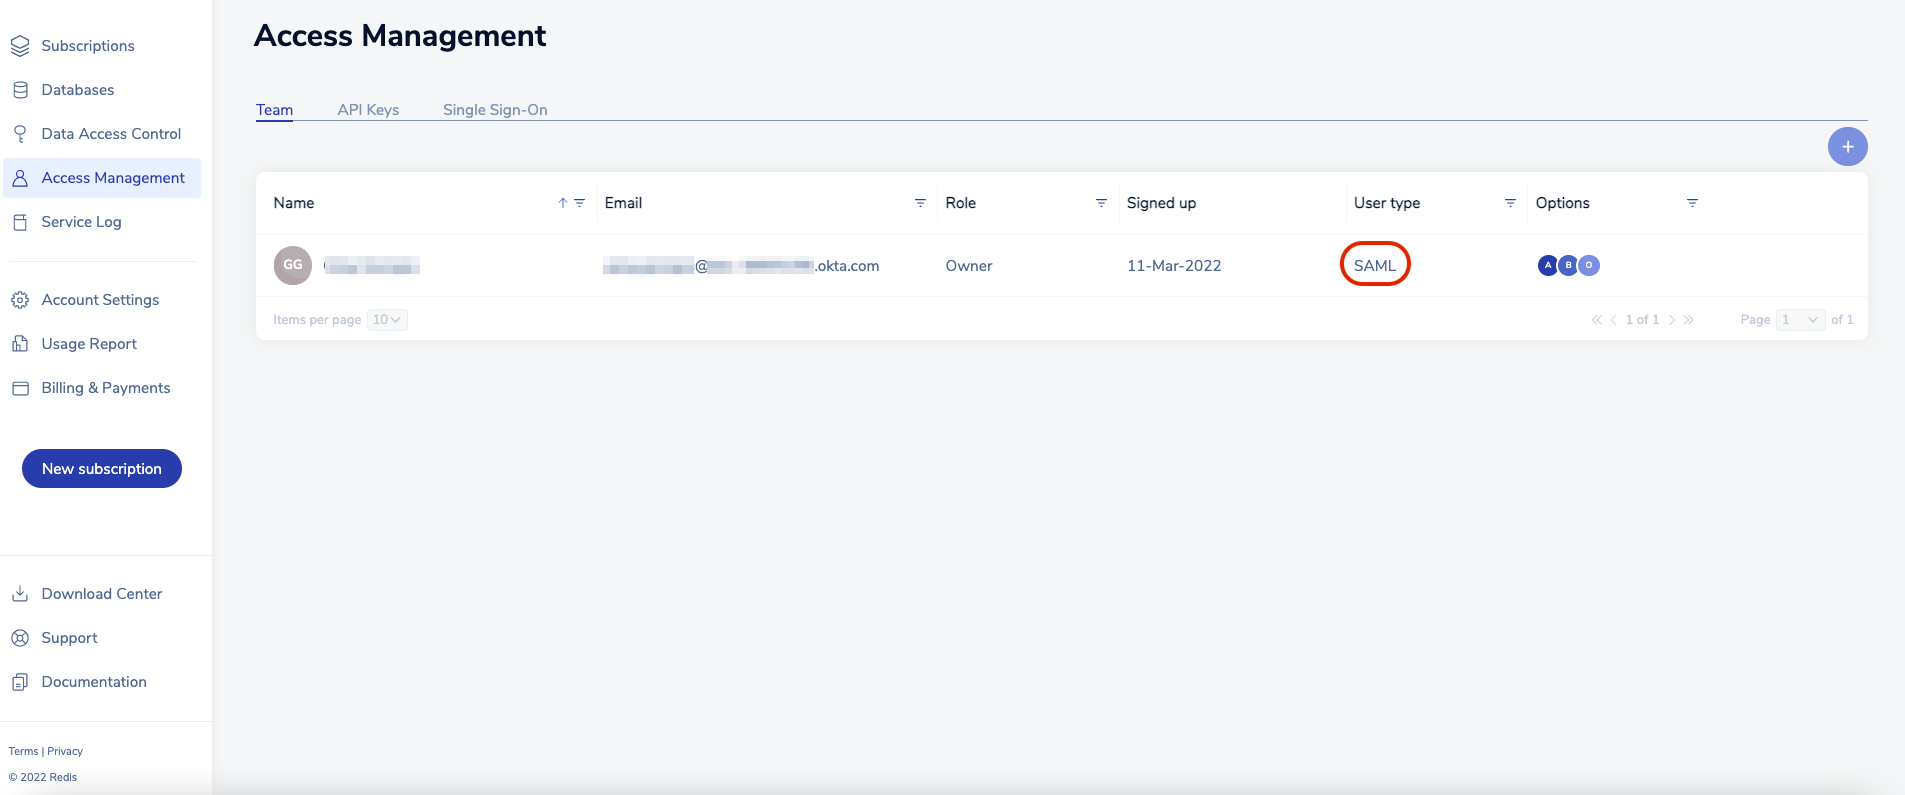 Subscriptions
Databases
Data Access Control
Access Management
Service Log
Account Settings
Usage Report
Billing & Payments
New subscription
Download Center
Support
Documentation
Terms | Privacy
© 2022 Redis
Access Management
Team API Keys Single Sign-On
+
Name Email Role Signed up User type Options
GG @ .okta.com Owner 11-Mar-2022 SAML A B O
Items per page 10 1 of 1 Page 1 of 1